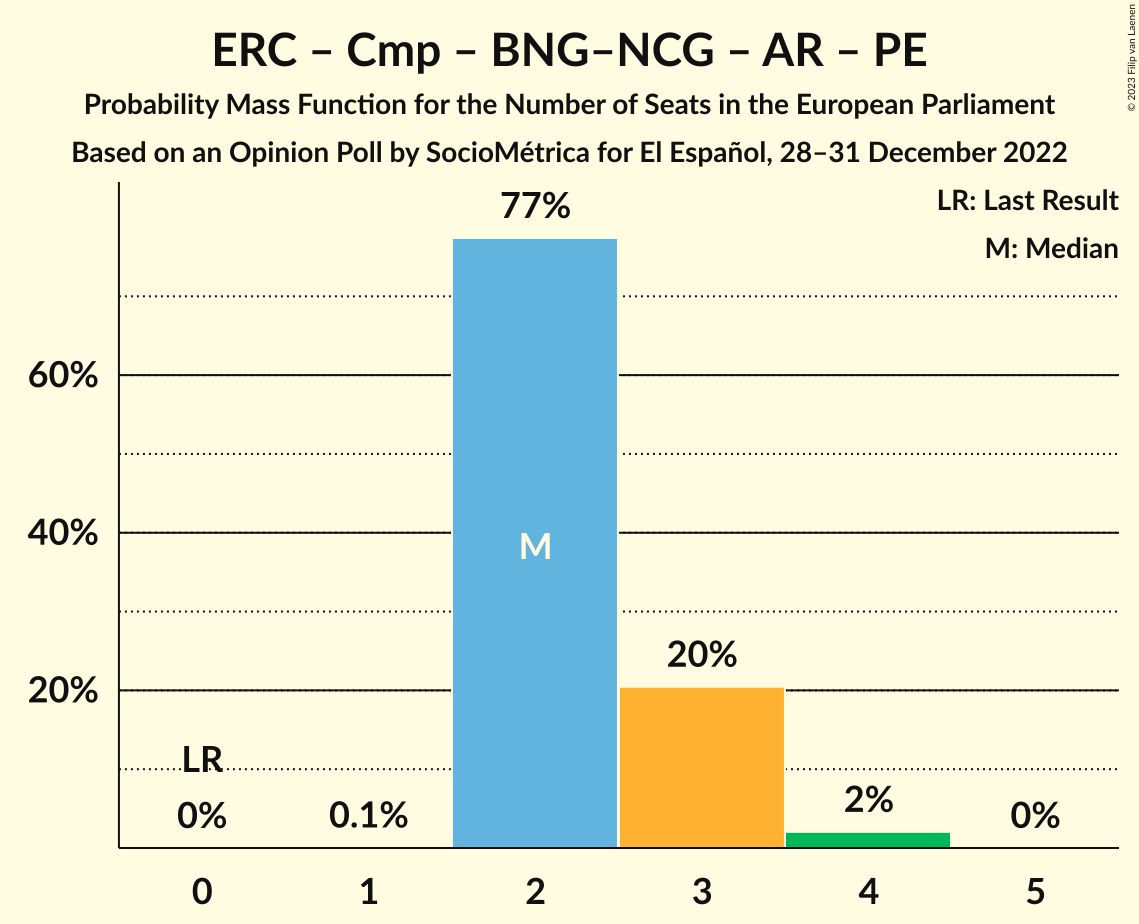 ERC – Cmp – BNG–NCG – AR – PE
Probability Mass Function for the Number of Seats in the European Parliament
Based on an Opinion Poll by SocioMétrica for El Español, 28–31 December 2022
© 2023 Filip van Laenen
LR: Last Result
M: Median
77%
60%
40%
M
20%
20%
LR
0%
0.1%
2%
0%
0 1 2 3 4 5